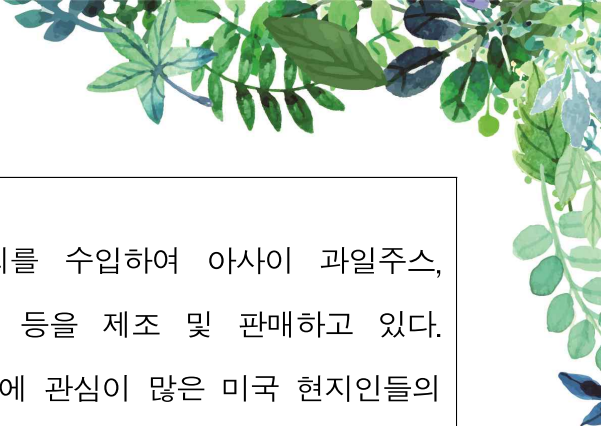 를 수입하여 아사이 과일주스,
등을 제조 및 판매하고 있다.
에 관심이 많은 미국 현지인들의